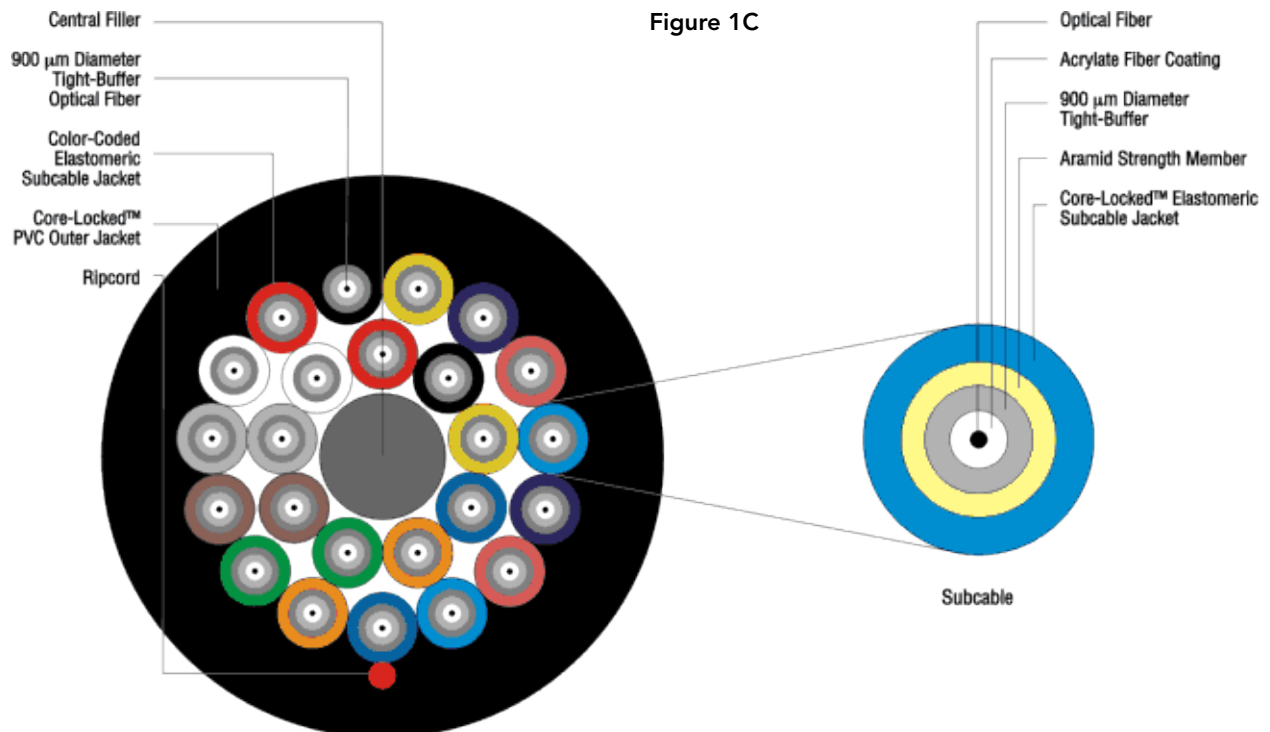 Figure 1C
Central Filler
900 μm Diameter
Tight-Buffer
Optical Fiber
Color-Coded
Elastomeric
Subcable Jacket
Core-Locked™
PVC Outer Jacket
Ripcord
Optical Fiber
Acrylate Fiber Coating
900 μm Diameter
Tight-Buffer
Aramid Strength Member
Core-Locked™ Elastomeric
Subcable Jacket
Subcable